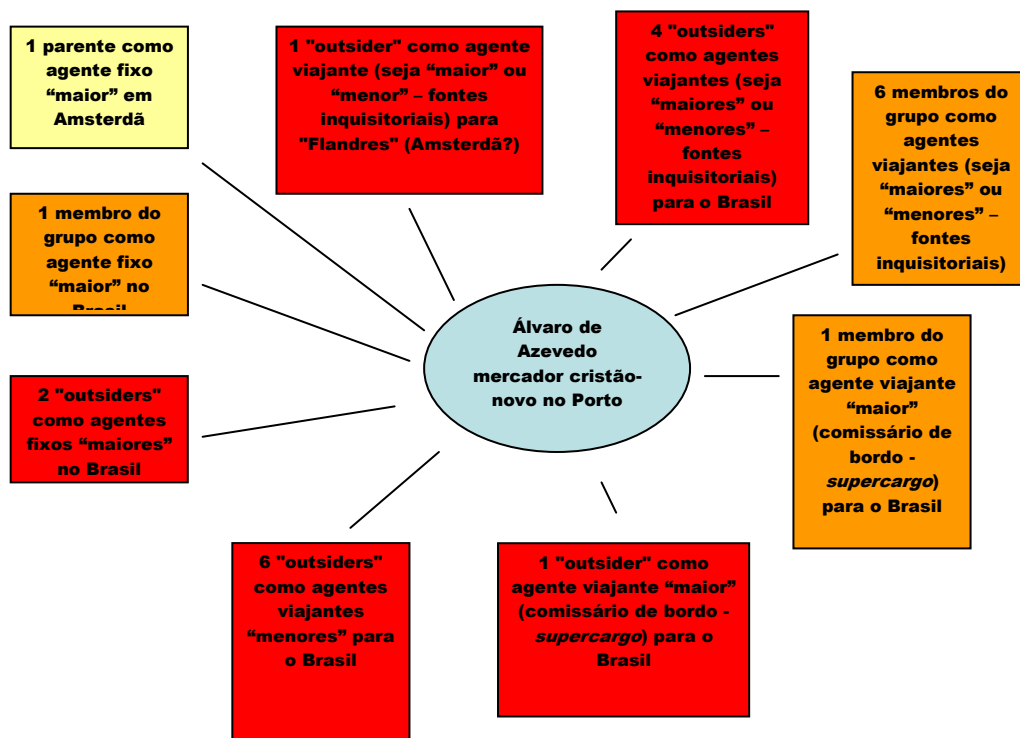 1 parente como
agente fixo
“maior” em
Amsterdã
1 "outsider" como agente
viajante (seja “maior” ou
“menor” –
fontes
inquisitoriais) para
"Flandres" (Amsterdã?)
4 "outsiders"
como agentes
viajantes (seja
“maiores” ou
“menores” –
fontes
inquisitoriais)
para o Brasil
6 membros do
grupo como
agentes
viajantes (seja
“maiores” ou
“menores” –
fontes
inquisitoriais)
1 membro do
grupo como
agente fixo
“maior” no
Brasil
Álvaro de
Azevedo
mercador cristão-
novo no Porto
1 membro do
grupo como
agente viajante
“maior”
(comissário de
bordo -
supercargo)
para o Brasil
2 "outsiders"
como agentes
fixos “maiores”
no Brasil
6 "outsiders"
como agentes
viajantes
“menores” para
o Brasil
1 "outsider" como
agente viajante “maior”
(comissário de bordo -
supercargo) para o
Brasil